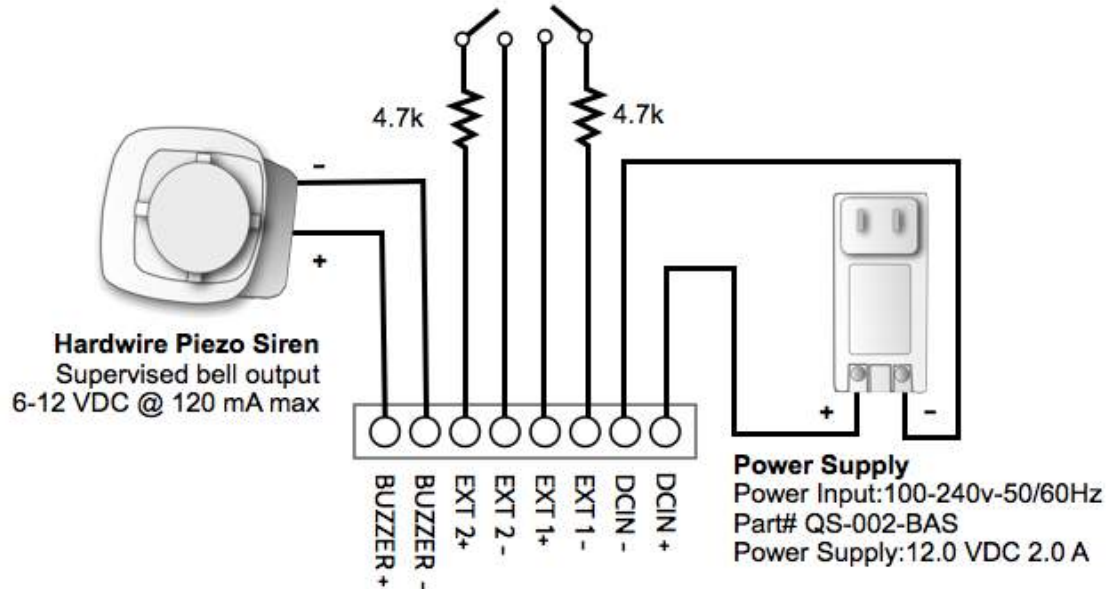 4.7k
4.7k
-
+
Hardwire Piezo Siren
Supervised bell output
6-12 VDC @ 120 mA max
+
-
BUZZER +
BUZZER -
EXT 2+
EXT 2 -
EXT 1+
EXT 1 -
DCIN -
DCIN +
Power Supply
Power Input:100-240v-50/60Hz
Part# QS-002-BAS
Power Supply:12.0 VDC 2.0 A